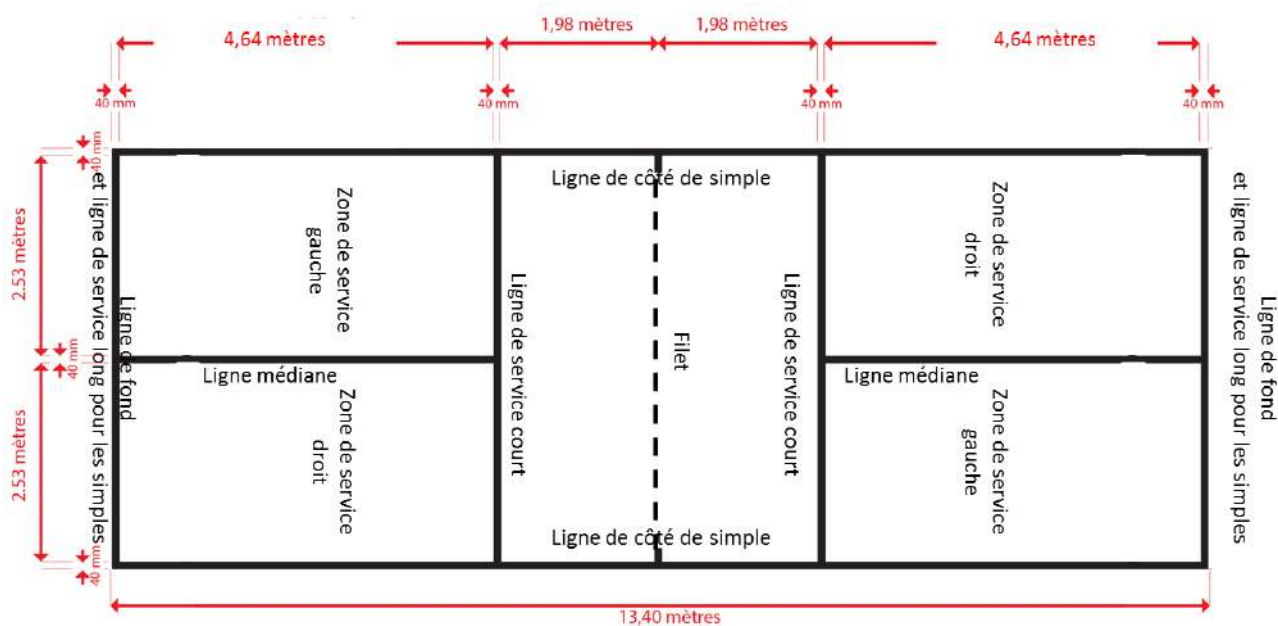 4,64 mètres
1,98 mètres
1,98 mètres
4,64 mètres
40 mm
40 mm
40 mm
40 mm
40 mm
2.53 mètres
40 mm
2.53 mètres
40 mm
et ligne de service long pour les simples
Ligne de fond
Zone de service
gauche
Ligne médiane
Zone de service
droit
Ligne de service court
Ligne de côté de simple
Filet
Ligne de côté de simple
Ligne de service court
Zone de service
droit
Ligne médiane
Zone de service
gauche
Ligne de fond
et ligne de service long pour les simples
13,40 mètres